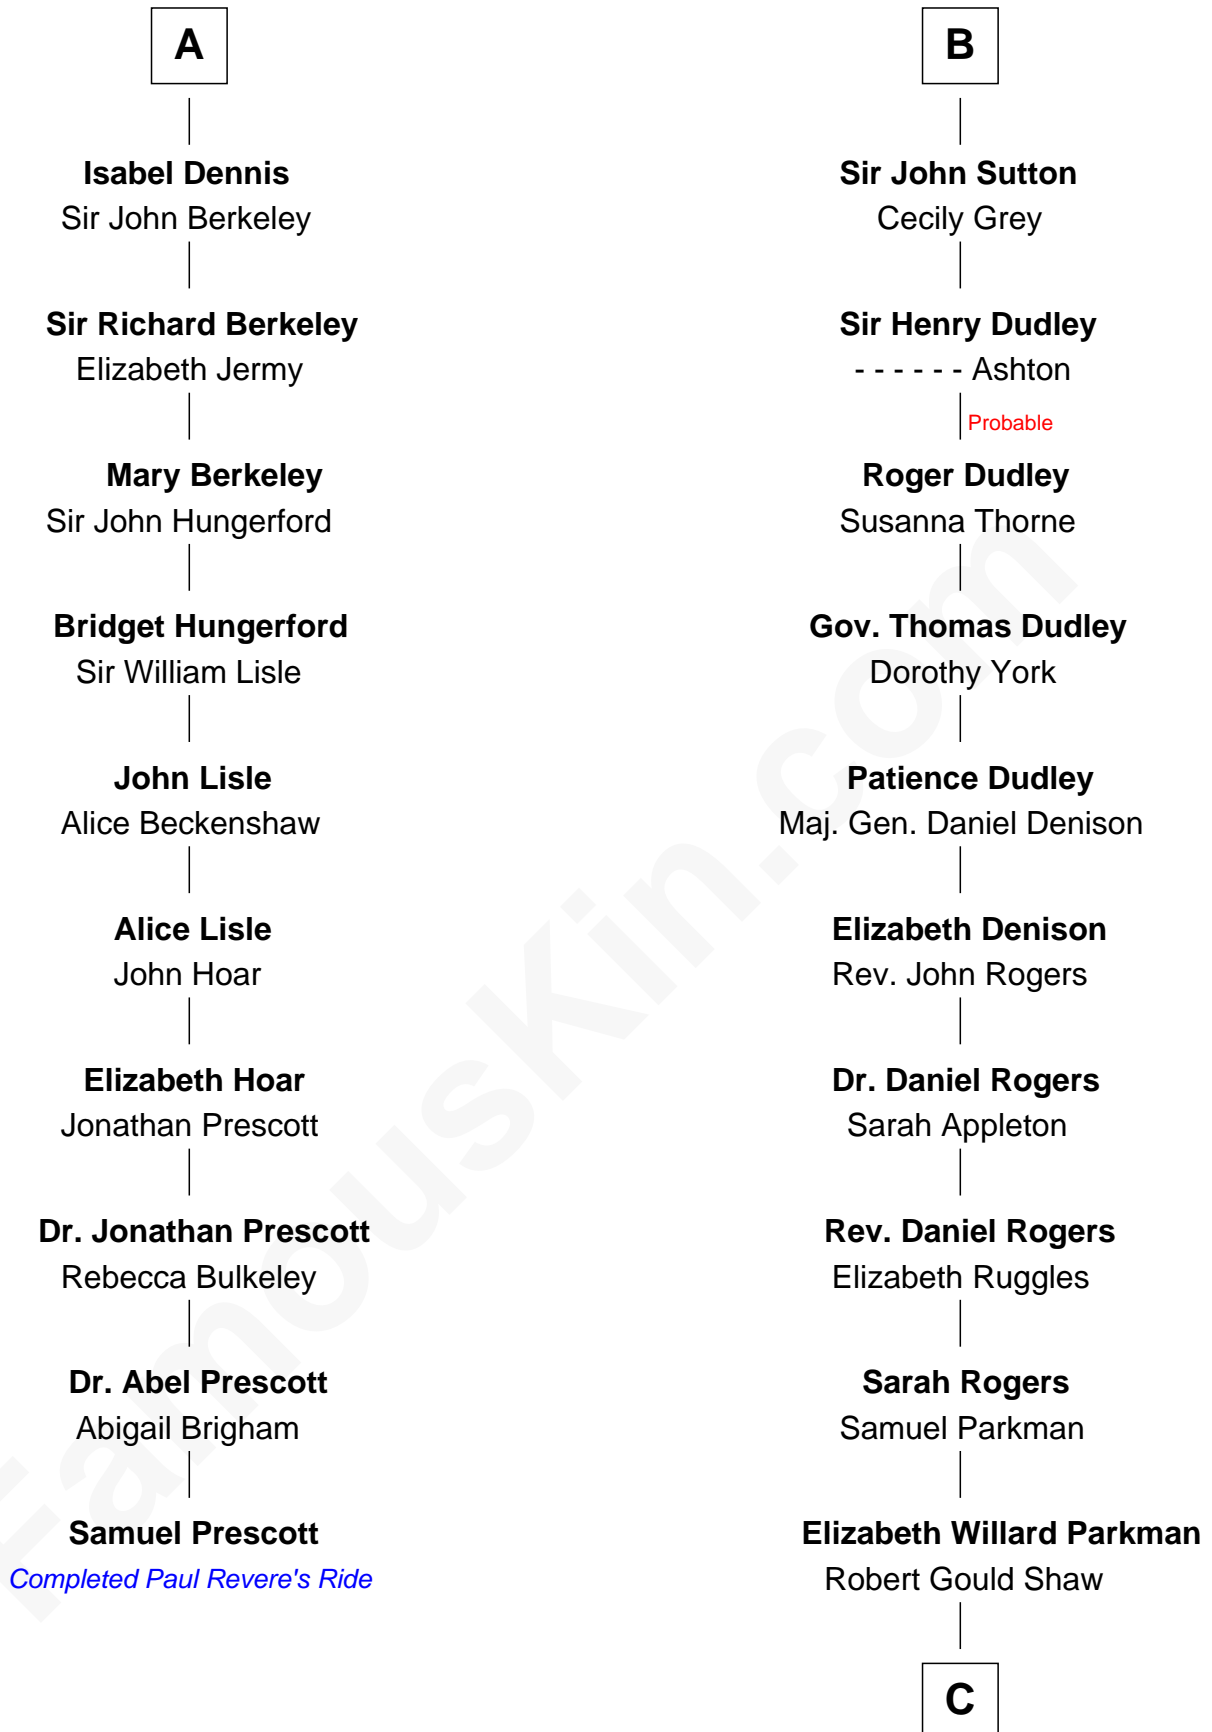 A
Isabel Dennis
Sir John Berkeley
Sir Richard Berkeley
Elizabeth Jermy
Mary Berkeley
Sir John Hungerford
Bridget Hungerford
Sir William Lisle
John Lisle
Alice Beckenshaw
Alice Lisle
John Hoar
Elizabeth Hoar
Jonathan Prescott
Dr. Jonathan Prescott
Rebecca Bulkeley
Dr. Abel Prescott
Abigail Brigham
Samuel Prescott
Completed Paul Revere's Ride
B
Sir John Sutton
Cecily Grey
Sir Henry Dudley
- - - - - - Ashton
Probable
Roger Dudley
Susanna Thorne
Gov. Thomas Dudley
Dorothy York
Patience Dudley
Maj. Gen. Daniel Denison
Elizabeth Denison
Rev. John Rogers
Dr. Daniel Rogers
Sarah Appleton
Rev. Daniel Rogers
Elizabeth Ruggles
Sarah Rogers
Samuel Parkman
Elizabeth Willard Parkman
Robert Gould Shaw
C
FamousKin.com